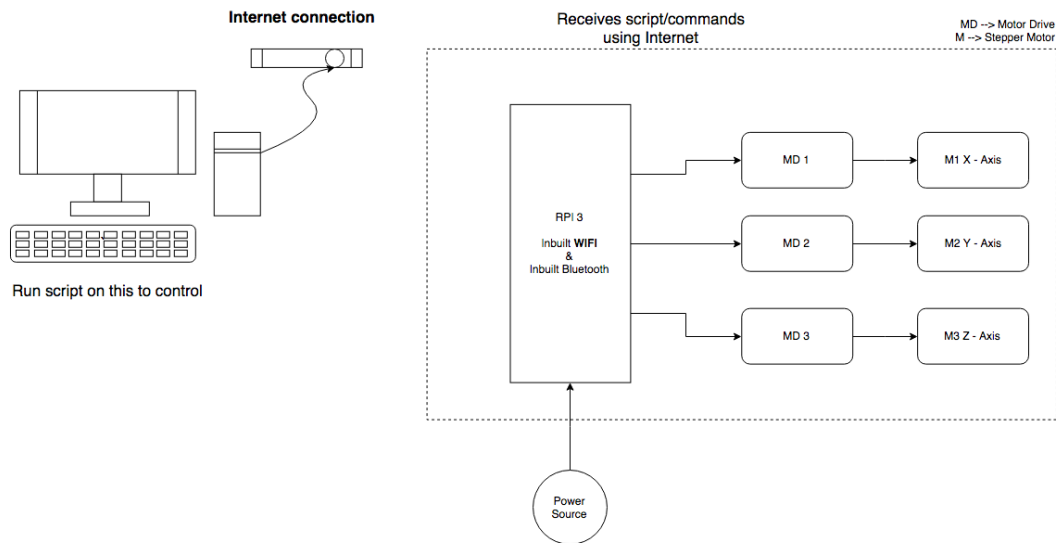 Internet connection
Receives script/commands
using Internet
MD --> Motor Drive
M --> Stepper Motor
Run script on this to control
RPI 3
Inbuilt WIFI
&
Inbuilt Bluetooth
MD 1
M1 X - Axis
MD 2
M2 Y - Axis
MD 3
M3 Z - Axis
Power
Source